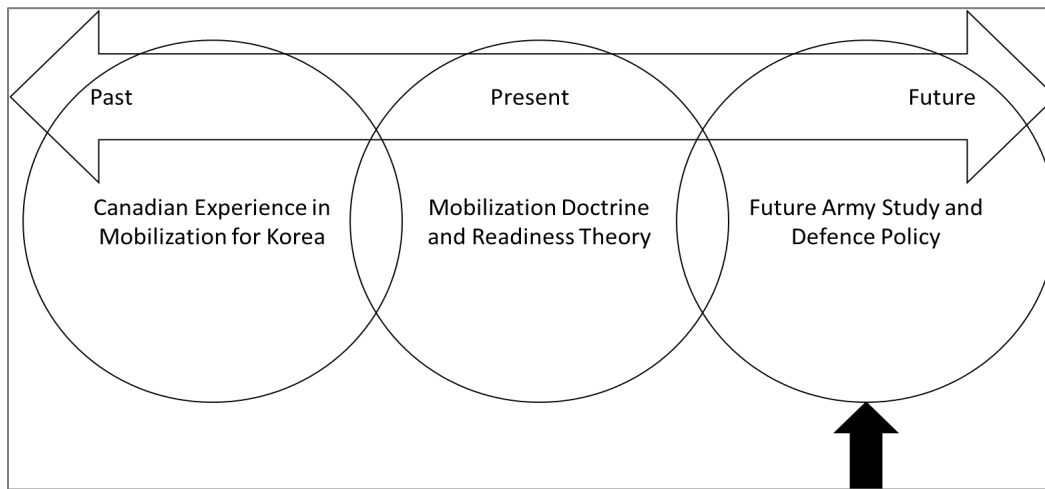 Past
Present
Future
Canadian Experience in
Mobilization for Korea
Mobilization Doctrine
and Readiness Theory
Future Army Study and
Defence Policy